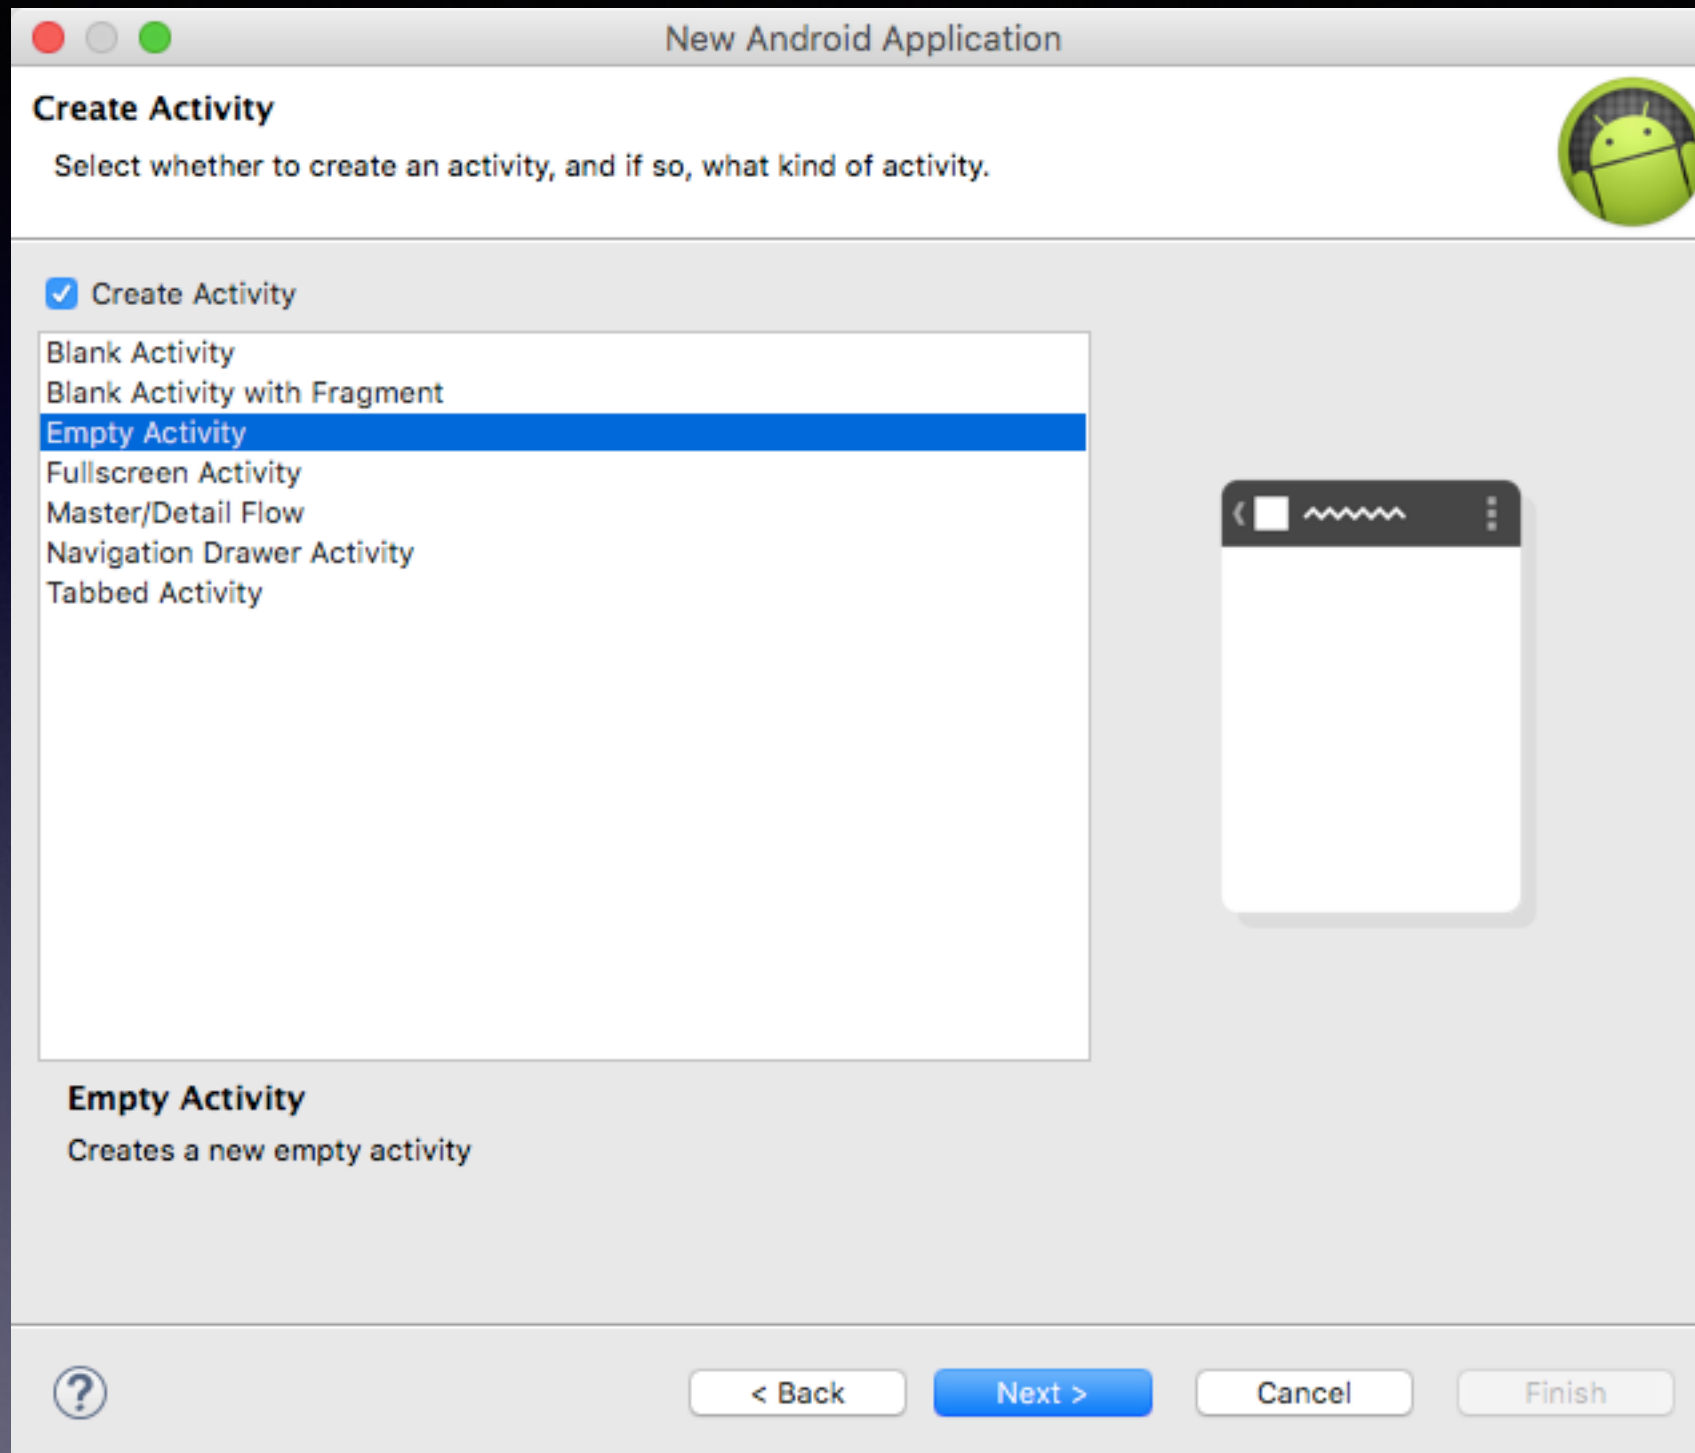 New Android Application
Create Activity
Select whether to create an activity, and if so, what kind of activity.
Create Activity
Blank Activity
Blank Activity with Fragment
Empty Activity
Fullscreen Activity
Master/Detail Flow
Navigation Drawer Activity
Tabbed Activity
Empty Activity
Creates a new empty activity
? < Back Next > Cancel Finish